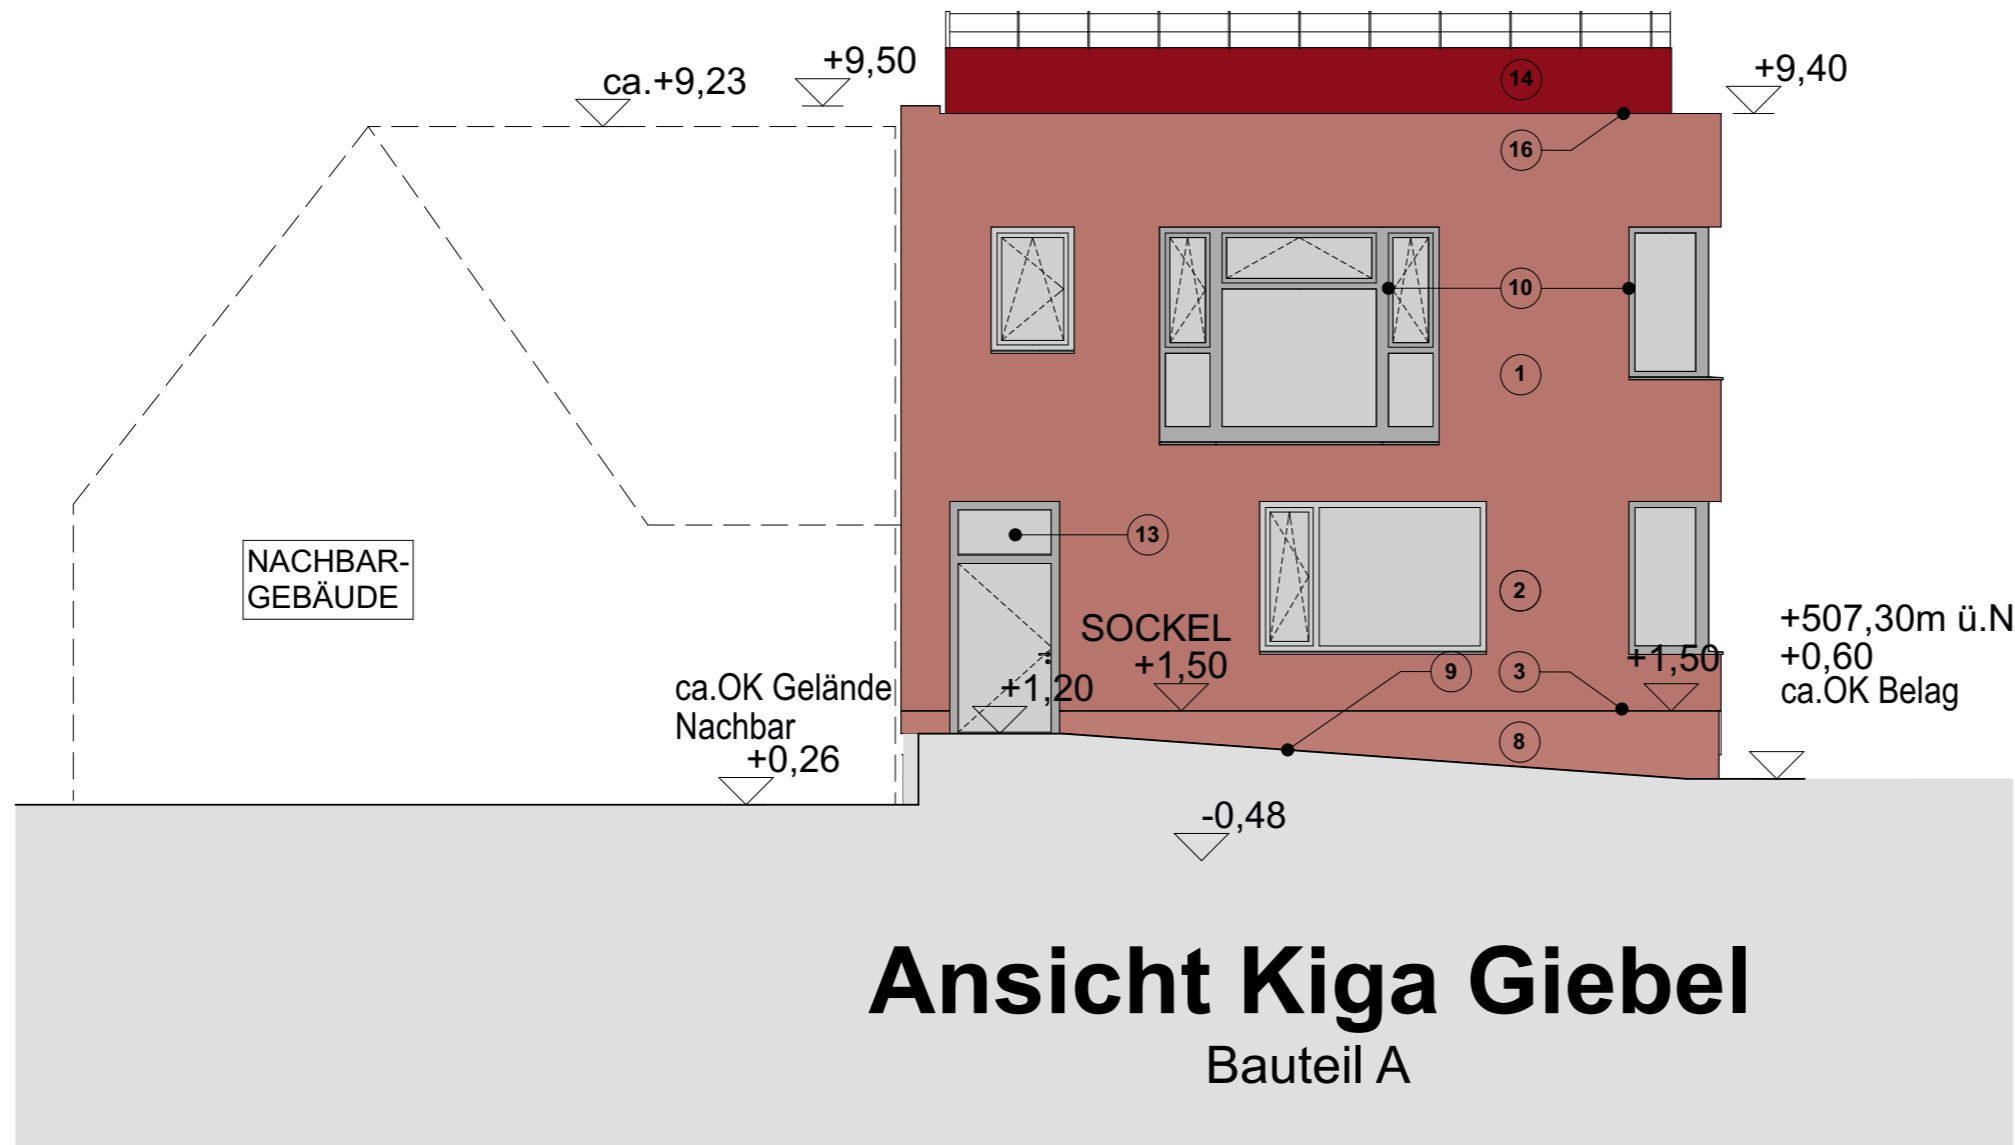 ca.+9,23
+9,50
14
+9,40
16
10
1
13
NACHBAR-
GEBÄUDE
2
SOCKEL
+1,50
9
3
+1,50
+507,30m ü.N
+0,60
ca.OK Belag
ca.OK Gelände
Nachbar
+0,26
+1,20
8
-0,48
Ansicht Kiga Giebel
Bauteil A